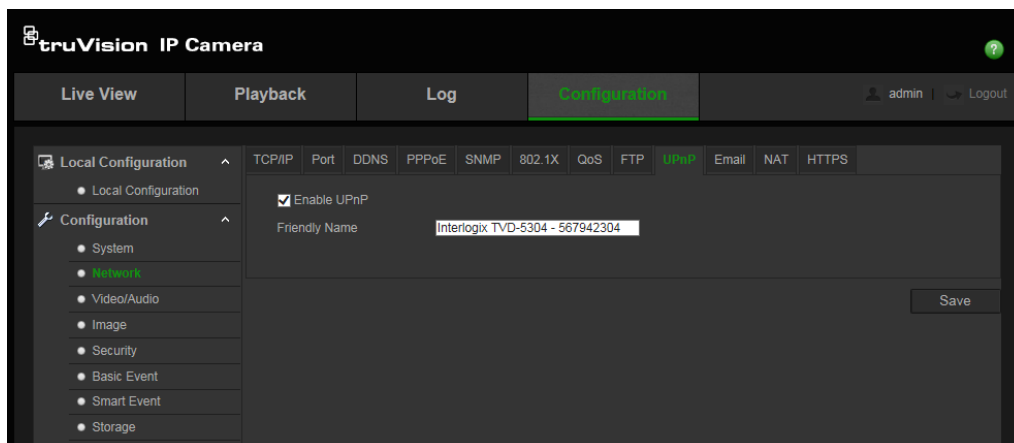 truVision IP Camera
?
Live View Playback Log Configuration admin | Logout
Local Configuration
Local Configuration
Configuration
System
Network
Video/Audio
Image
Security
Basic Event
Smart Event
Storage
TCP/IP Port DDNS PPPoE SNMP 802.1X QoS FTP UPnP Email NAT HTTPS
Enable UPnP
Friendly Name Interlogix TVD-5304 - 567942304
Save